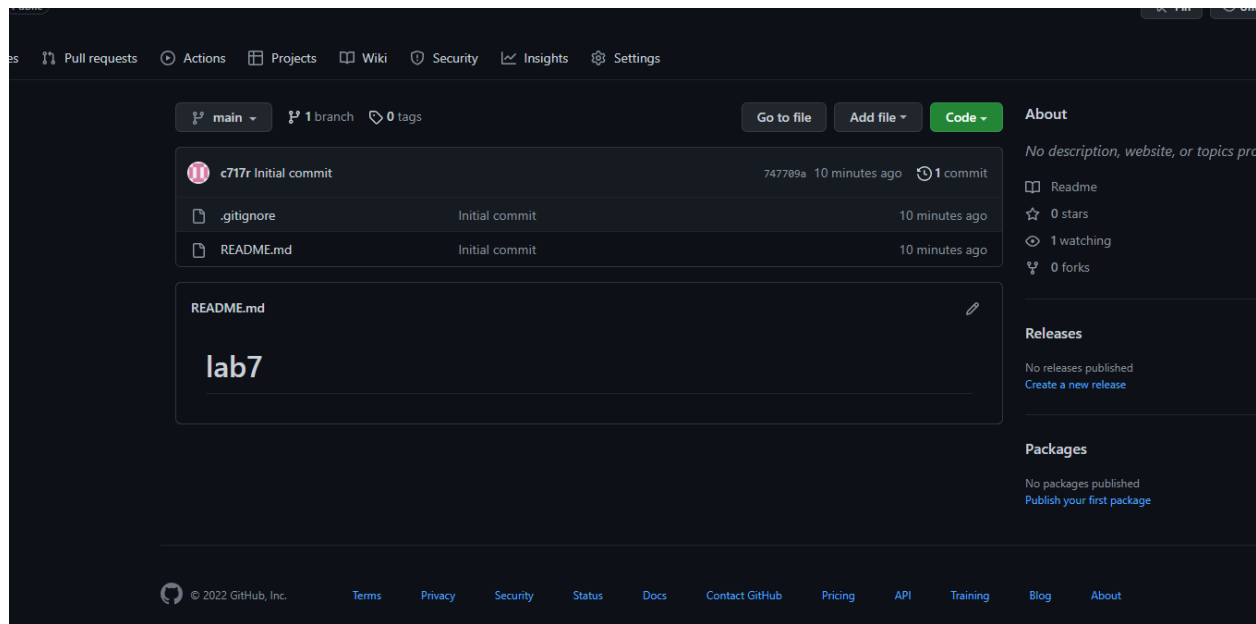 Public
es Pull requests Actions Projects Wiki Security Insights Settings
main 1 branch 0 tags Go to file Add file Code
c717r Initial commit 747709a 10 minutes ago 1 commit
.gitignore Initial commit 10 minutes ago
README.md Initial commit 10 minutes ago
README.md
lab7
About
No description, website, or topics pro
Readme
0 stars
1 watching
0 forks
Releases
No releases published
Create a new release
Packages
No packages published
Publish your first package
© 2022 GitHub, Inc. Terms Privacy Security Status Docs Contact GitHub Pricing API Training Blog About